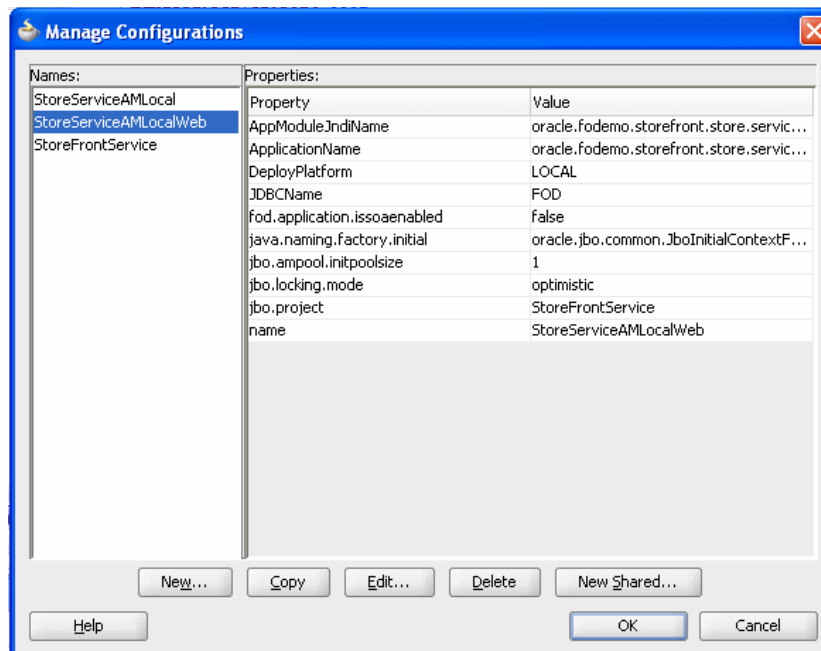 Manage Configurations
Names:
Properties:
StoreServiceAMLocal
StoreServiceAMLocalWeb
StoreFrontService
Property Value
AppModuleJndiName oracle.fodemo.storefront.store.servic...
ApplicationName oracle.fodemo.storefront.store.servic...
DeployPlatform LOCAL
JDBCName FOD
fod.application.issoaenabled false
java.naming.factory.initial oracle.jbo.common.JboInitialContextF...
jbo.ampool.initpoolsize 1
jbo.locking.mode optimistic
jbo.project StoreFrontService
name StoreServiceAMLocalWeb
New... Copy Edit... Delete New Shared...
Help OK Cancel